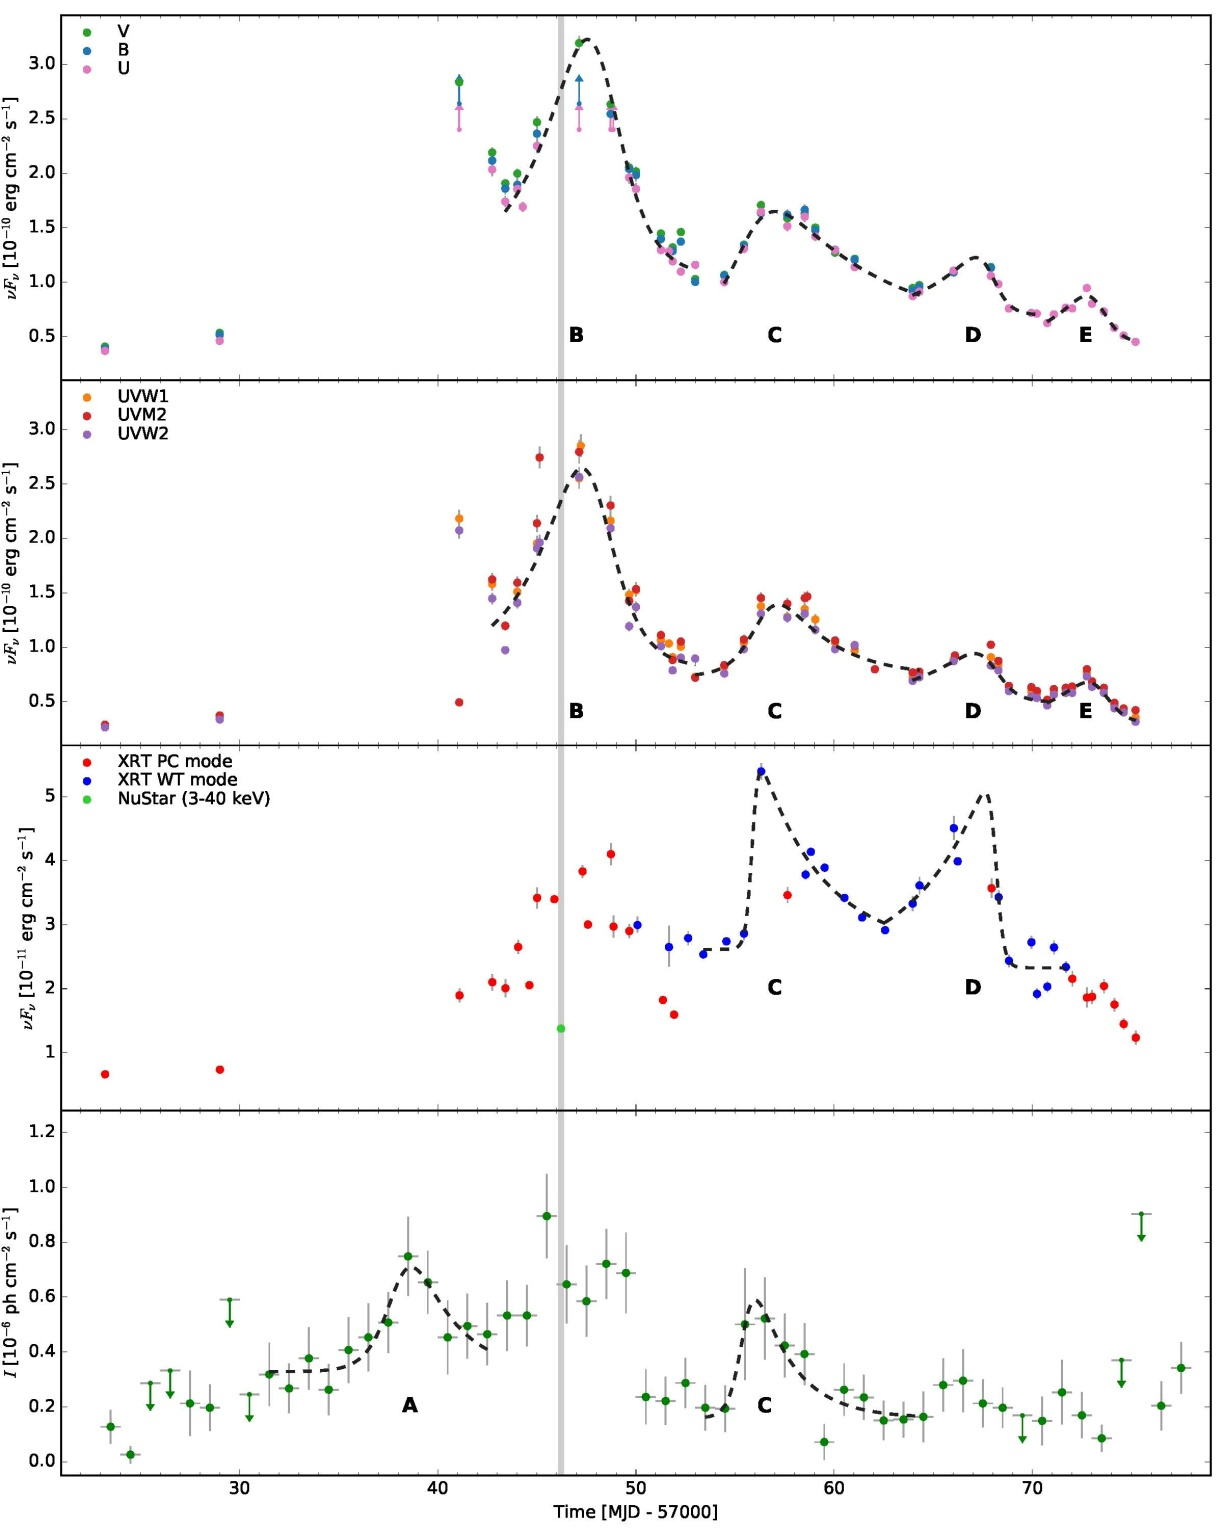 V
B
U
3.0
2.5
2.0
1.5
1.0
0.5
νFν [10−10 erg cm−2 s−1]
B C D E
UVW1
UVM2
UVW2
3.0
2.5
2.0
1.5
1.0
0.5
νFν [10−10 erg cm−2 s−1]
B C D E
XRT PC mode
XRT WT mode
NuStar (3-40 keV)
5
4
3
2
1
νFν [10−11 erg cm−2 s−1]
C D
1.2
1.0
0.8
0.6
0.4
0.2
0.0
I [10−6 ph cm−2 s−1]
A C
30 40 50 60 70
Time [MJD - 57000]